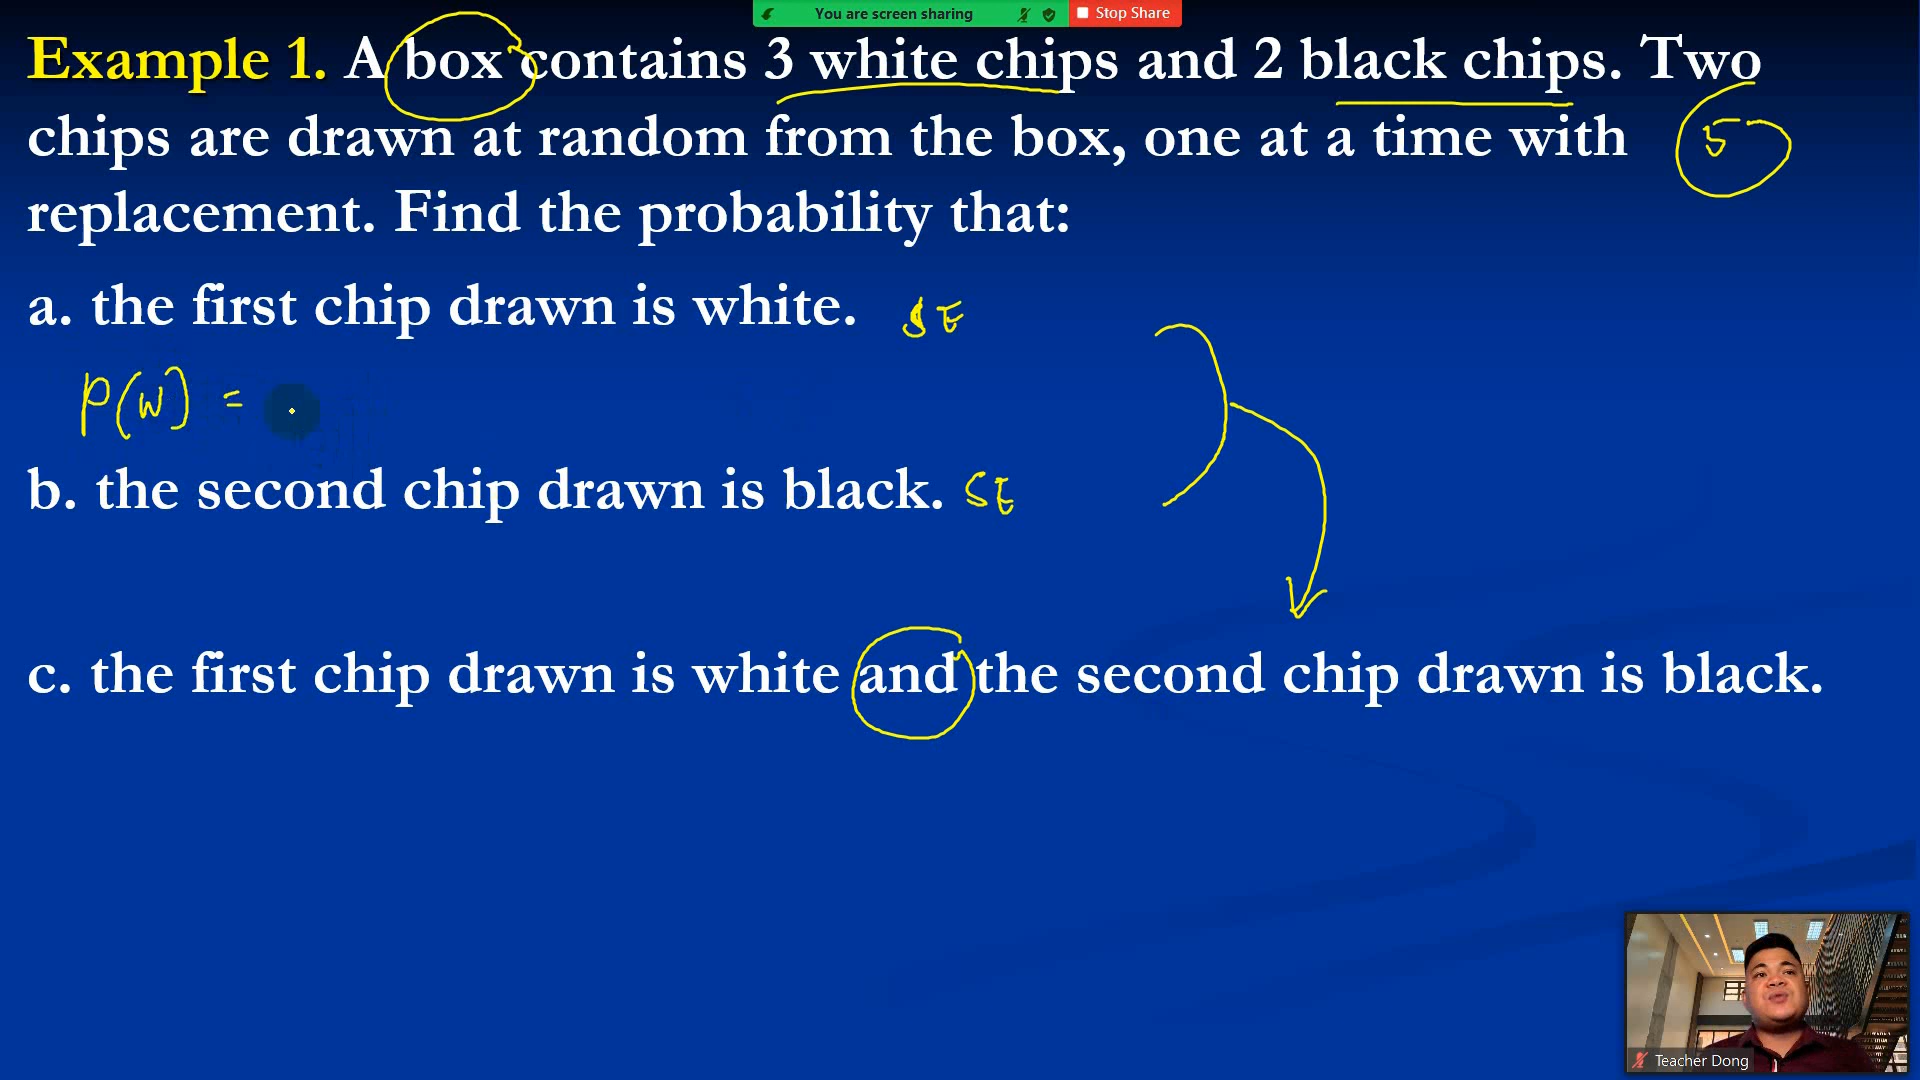 You are screen sharing Stop Share
Example 1. A box contains 3 white chips and 2 black chips. Two
chips are drawn at random from the box, one at a time with 5
replacement. Find the probability that:
a. the first chip drawn is white. SE
P(W) =
b. the second chip drawn is black. SE
c. the first chip drawn is white and the second chip drawn is black.
Teacher Dong